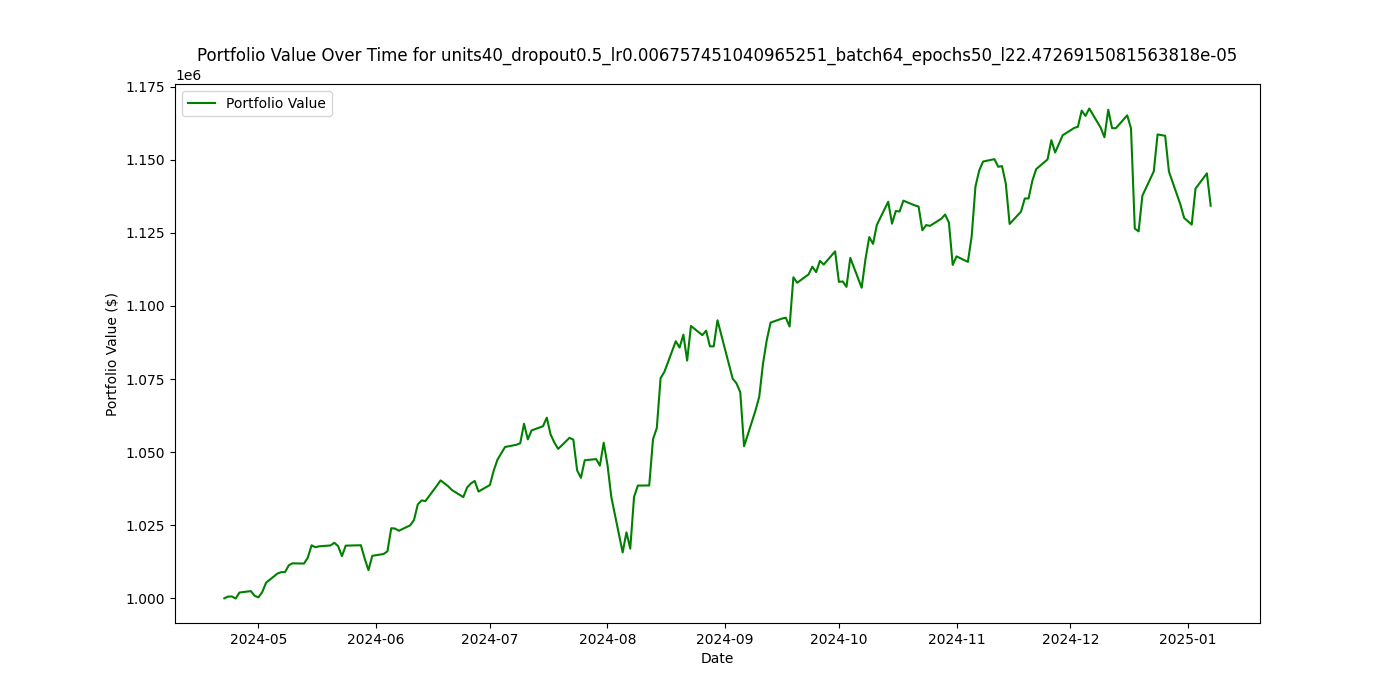 Portfolio Value Over Time for units40_dropout0.5_lr0.006757451040965251_batch64_epochs50_l22.4726915081563818e-05
1e6
1.175
Portfolio Value
1.150
1.125
1.100
1.075
1.050
1.025
1.000
Portfolio Value ($)
2024-05 2024-06 2024-07 2024-08 2024-09 2024-10 2024-11 2024-12 2025-01
Date